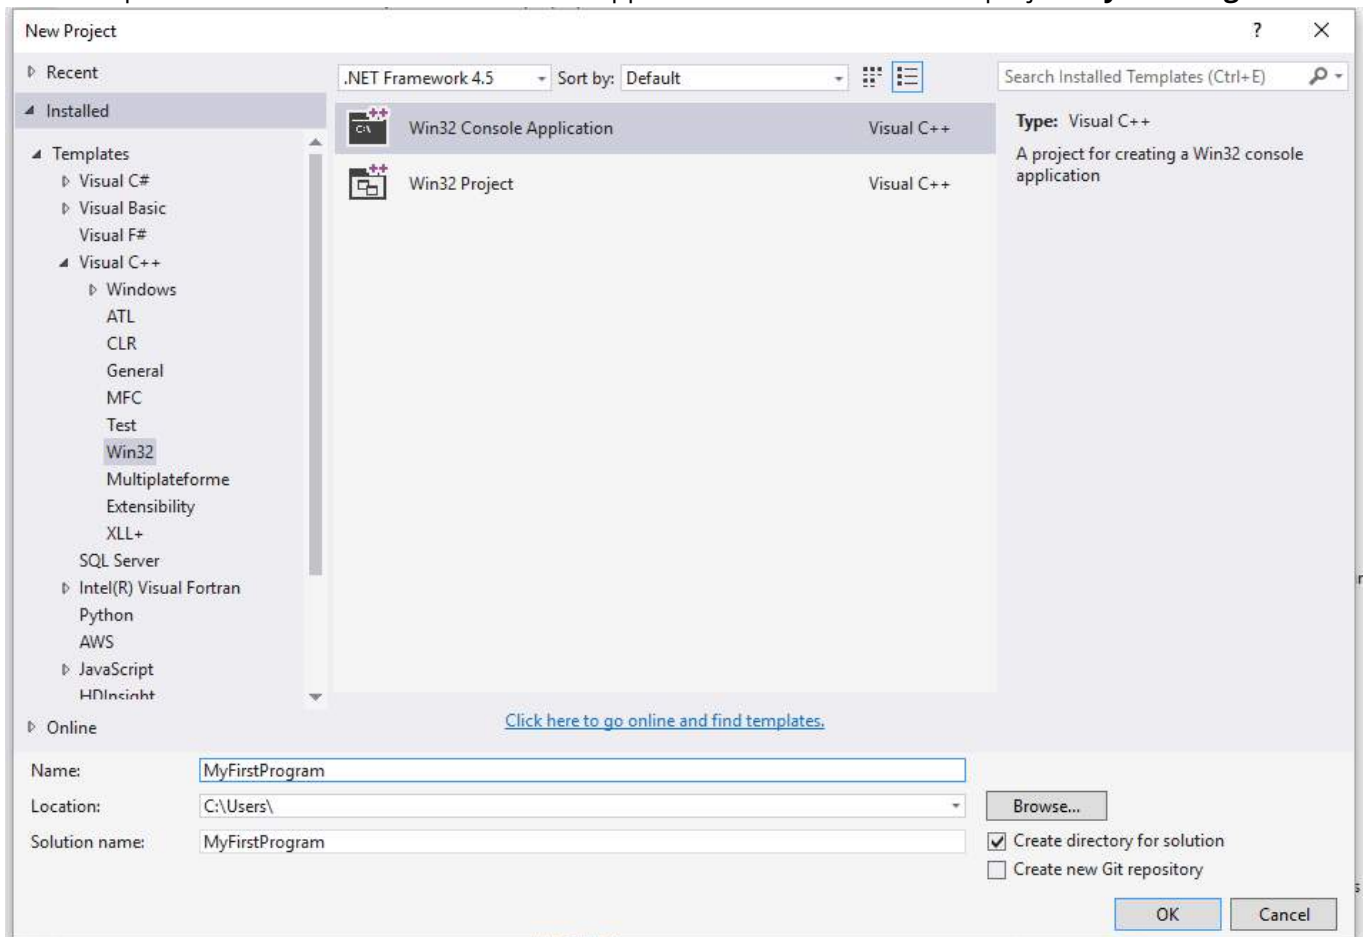 New Project ?
Recent
.NET Framework 4.5 Sort by: Default
Search Installed Templates (Ctrl+E)
Installed
Templates
Visual C#
Visual Basic
Visual F#
Visual C++
Windows
ATL
CLR
General
MFC
Test
Win32
Multiplateforme
Extensibility
XLL+
SQL Server
Intel(R) Visual Fortran
Python
AWS
JavaScript
HDInsight
Online
Win32 Console Application Visual C++
Win32 Project Visual C++
Type: Visual C++
A project for creating a Win32 console
application
Click here to go online and find templates.
Name: MyFirstProgram
Location: C:\Users\
Browse...
Solution name: MyFirstProgram
Create directory for solution
Create new Git repository
OK Cancel